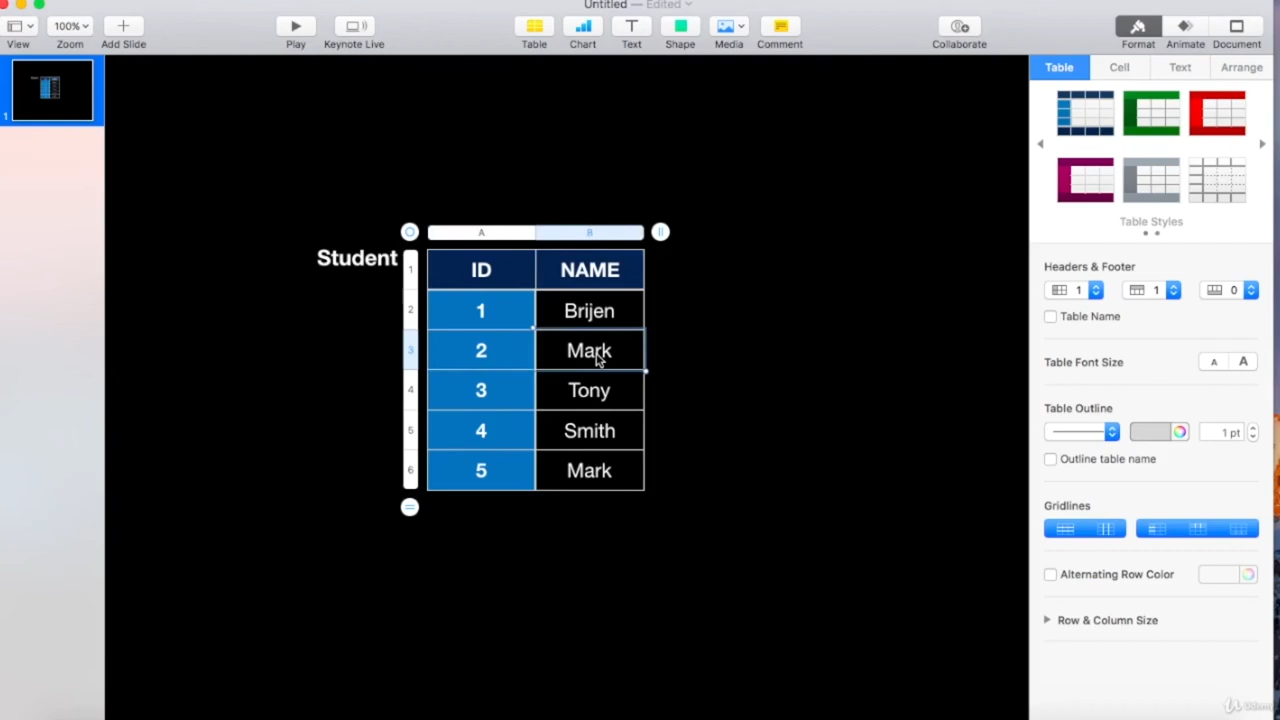 Untitled — Edited
100%
View
Zoom
Add Slide
Play
Keynote Live
Table
Chart
Text
Shape
Media
Comment
Collaborate
Format
Animate
Document
1
Table
Cell
Text
Arrange
Table Styles
Headers & Footer
1
1
0
Table Name
Table Font Size
A
A
Table Outline
1 pt
Outline table name
Gridlines
Alternating Row Color
Row & Column Size
A
B
Student
1
ID
NAME
2
1
Brijen
3
2
Mark
4
3
Tony
5
4
Smith
6
5
Mark
Udemy